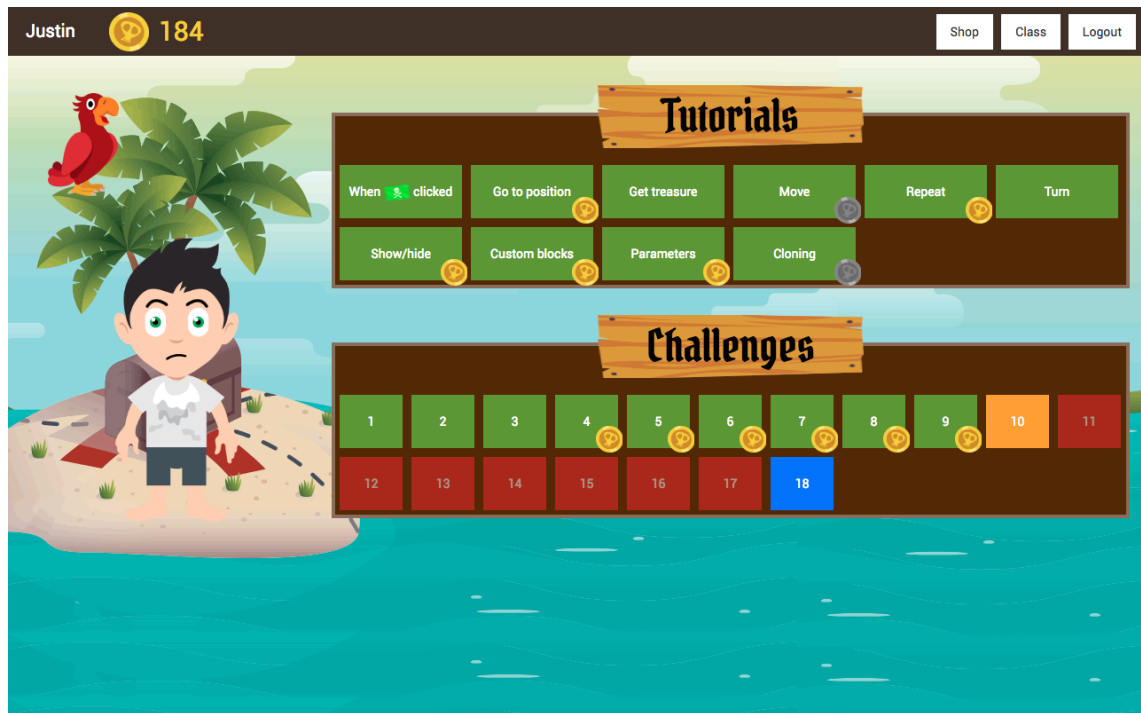 Justin 184 Shop Class Logout
Tutorials
When clicked Go to position Get treasure Move Repeat Turn
Show/hide Custom blocks Parameters Cloning
Challenges
1 2 3 4 5 6 7 8 9 10 11
12 13 14 15 16 17 18